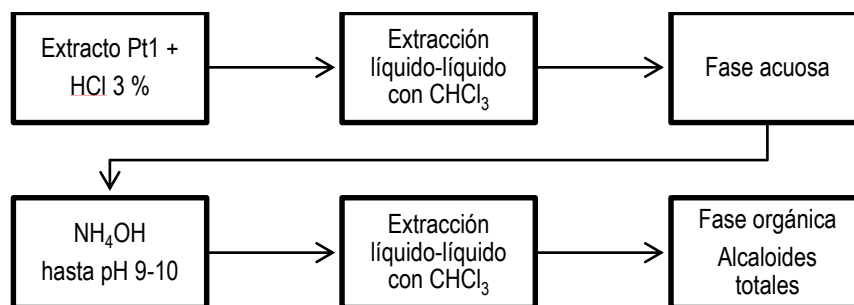 Extracto Pt1 +
HCl 3 %
Extracción
líquido-líquido
con CHCl₃
Fase acuosa
NH₄OH
hasta pH 9-10
Extracción
líquido-líquido
con CHCl₃
Fase orgánica
Alcaloides
totales